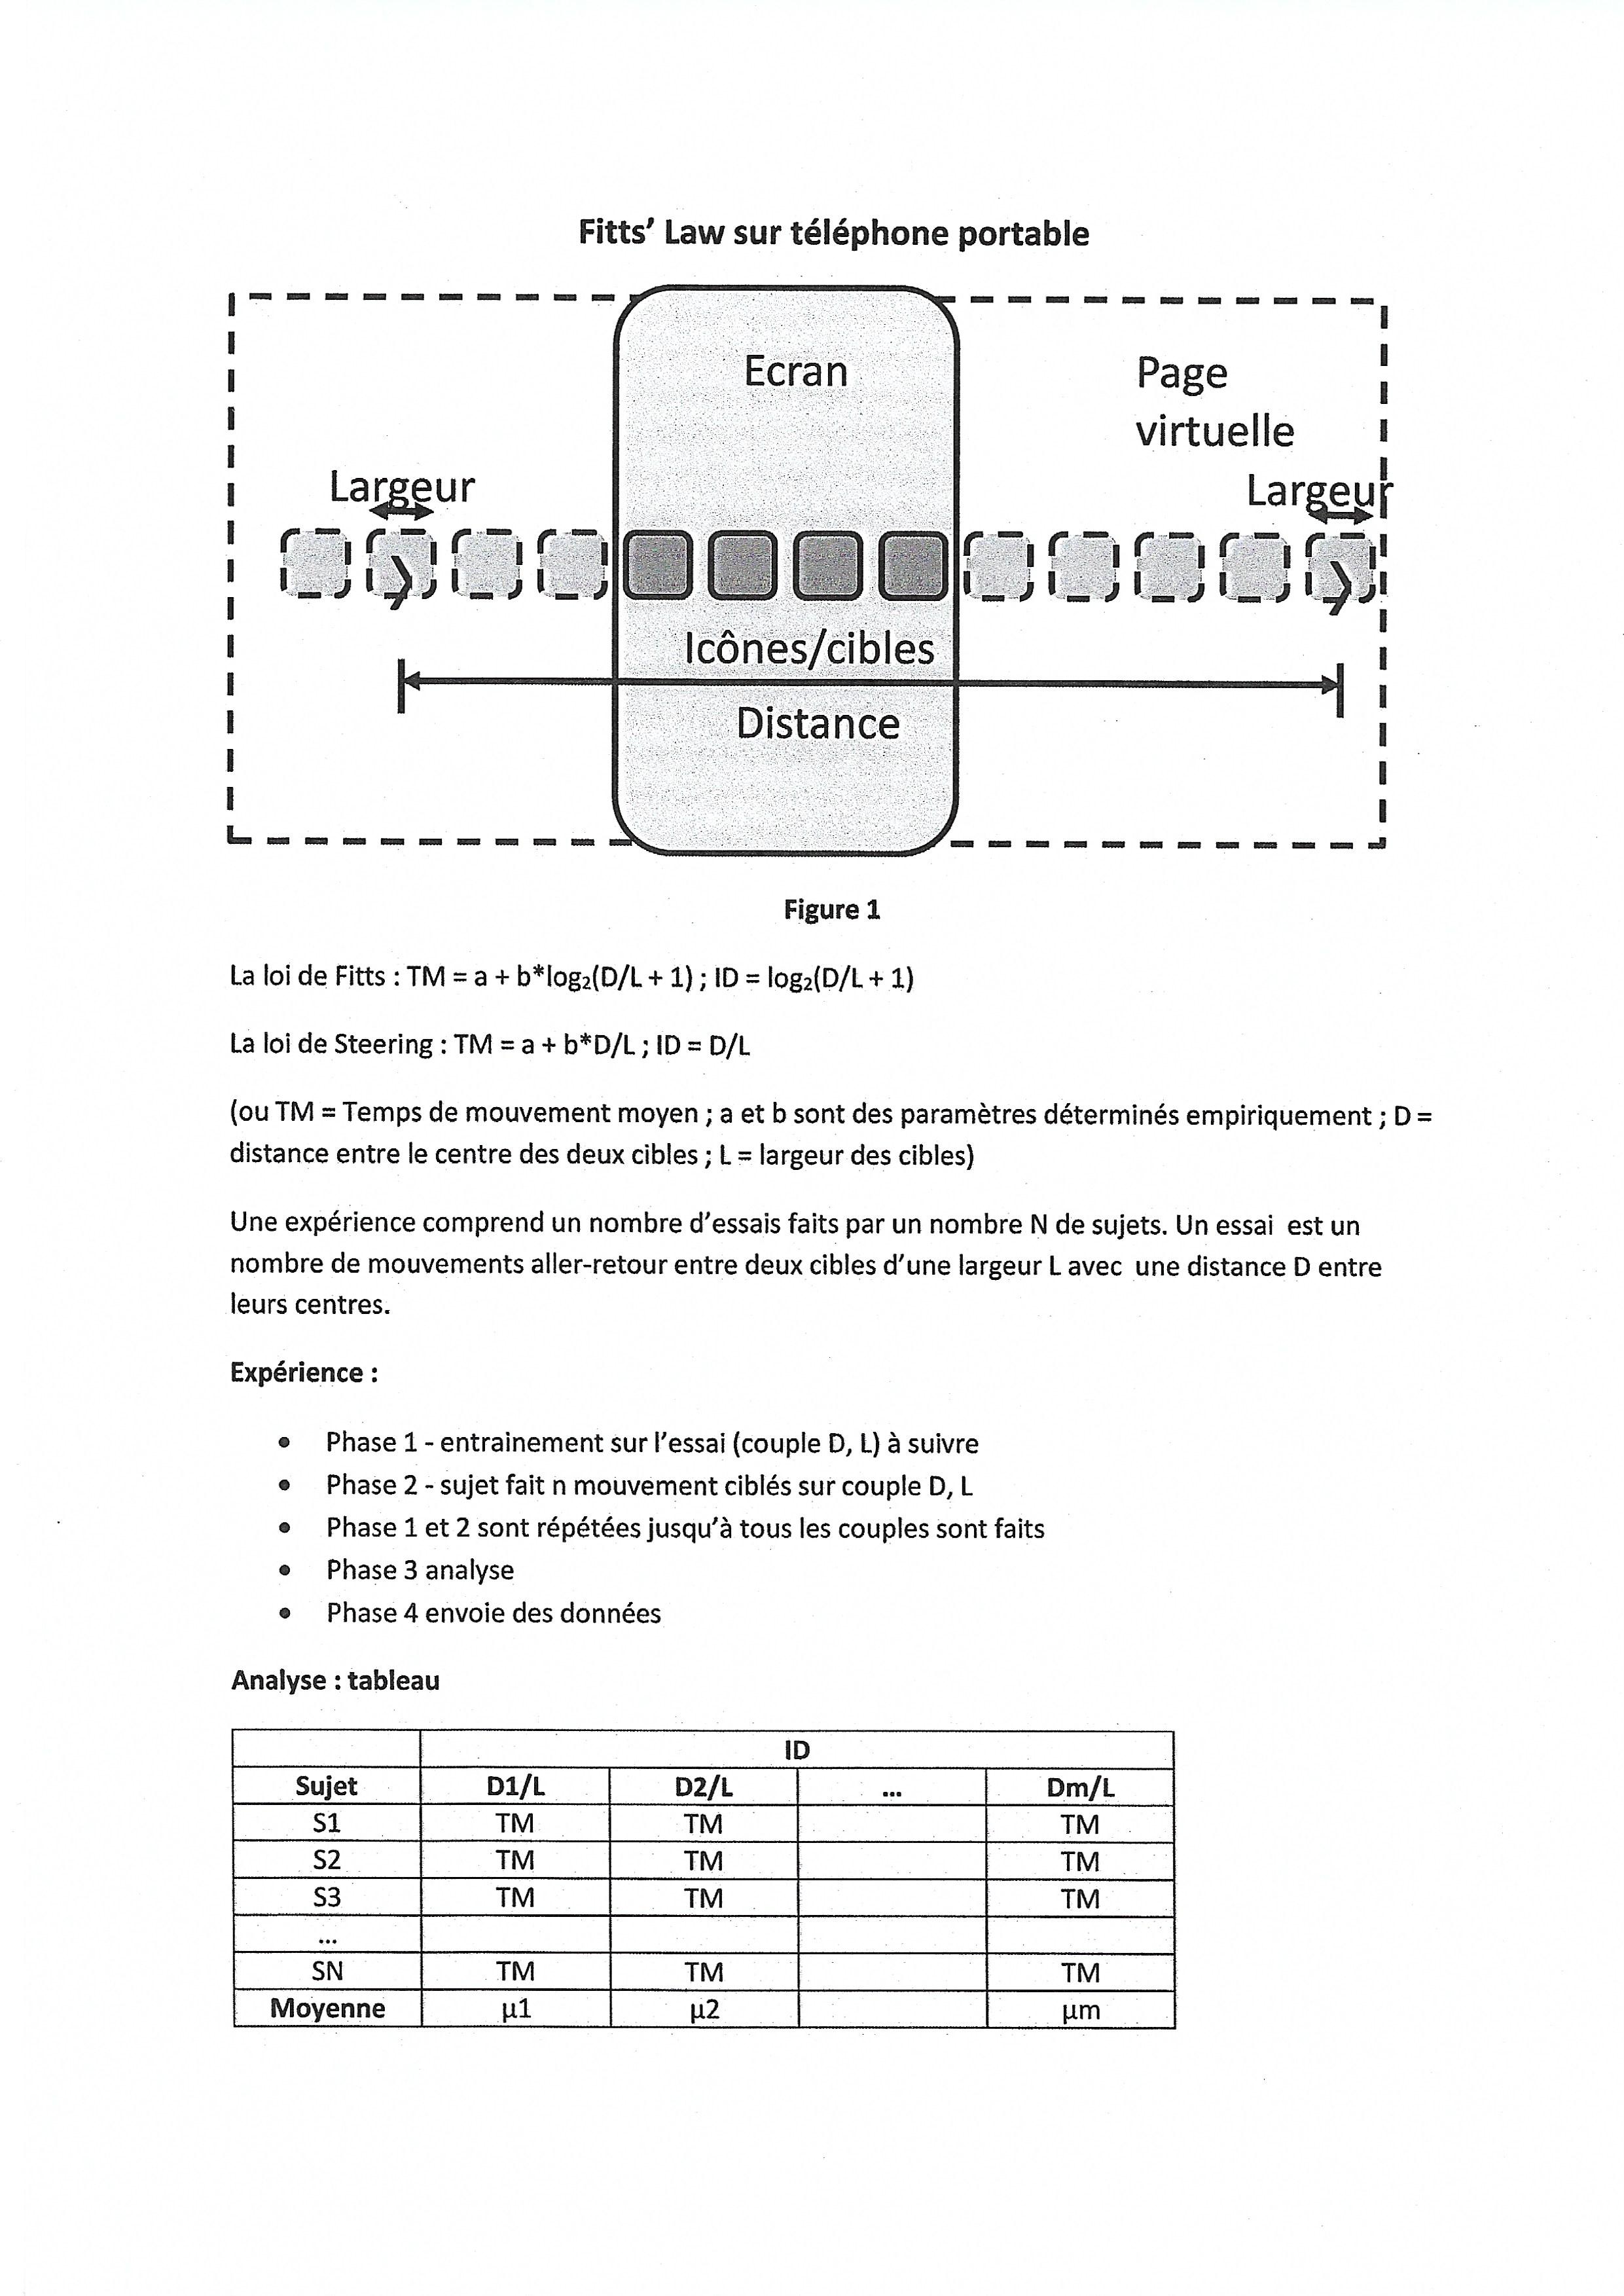 Fitts' Law sur téléphone portable
Ecran
Page
virtuelle
Largeur
Largeur
Icônes/cibles
Distance
Figure 1
La loi de Fitts : TM = a + b*log₂(D/L + 1) ; ID = log₂(D/L + 1)
La loi de Steering : TM = a + b*D/L ; ID = D/L
(ou TM = Temps de mouvement moyen ; a et b sont des paramètres déterminés empiriquement ; D =
distance entre le centre des deux cibles ; L = largeur des cibles)
Une expérience comprend un nombre d'essais faits par un nombre N de sujets. Un essai est un
nombre de mouvements aller-retour entre deux cibles d'une largeur L avec une distance D entre
leurs centres.
Expérience :
• Phase 1 - entrainement sur l'essai (couple D, L) à suivre
• Phase 2 - sujet fait n mouvement ciblés sur couple D, L
• Phase 1 et 2 sont répétées jusqu'à tous les couples sont faits
• Phase 3 analyse
• Phase 4 envoie des données
Analyse : tableau
ID
Sujet D1/L D2/L ... Dm/L
S1 TM TM TM
S2 TM TM TM
S3 TM TM TM
...
SN TM TM TM
Moyenne µ1 µ2 µm